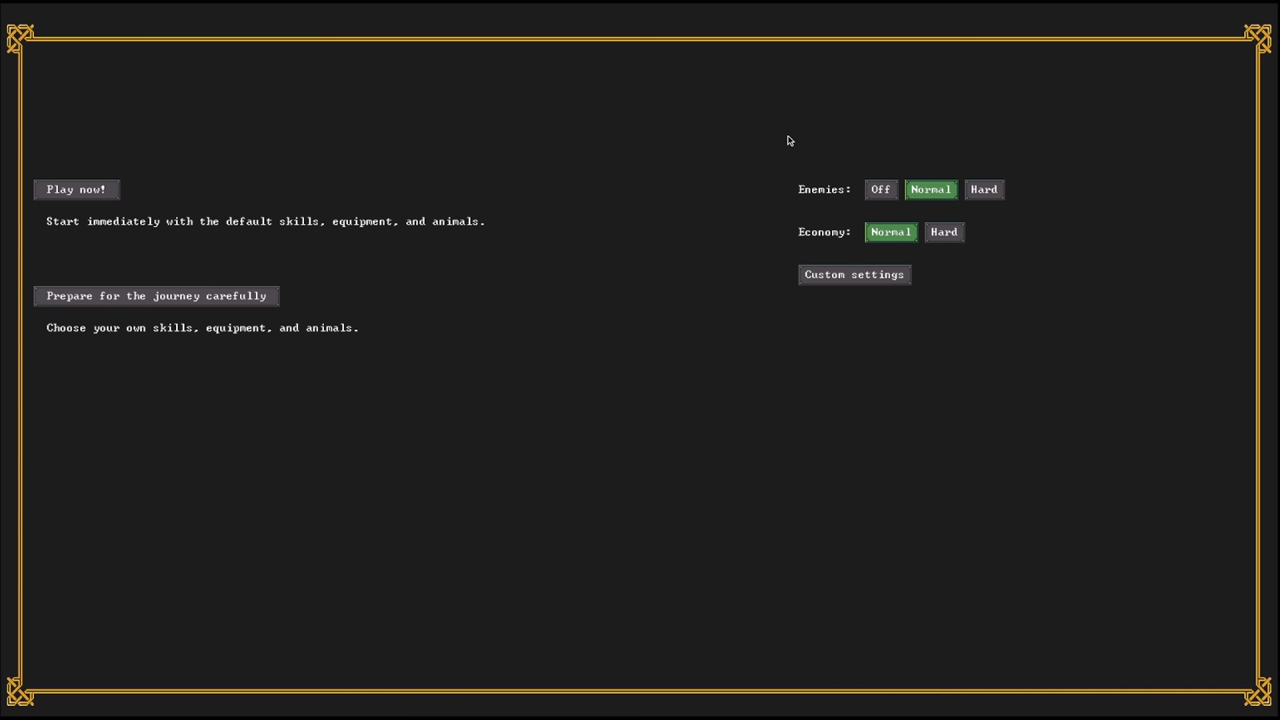 Play now!
Start immediately with the default skills, equipment, and animals.
Prepare for the journey carefully
Choose your own skills, equipment, and animals.
Enemies: Off Normal Hard
Economy: Normal Hard
Custom settings